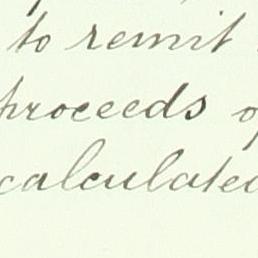 to remit
proceeds o
calculated